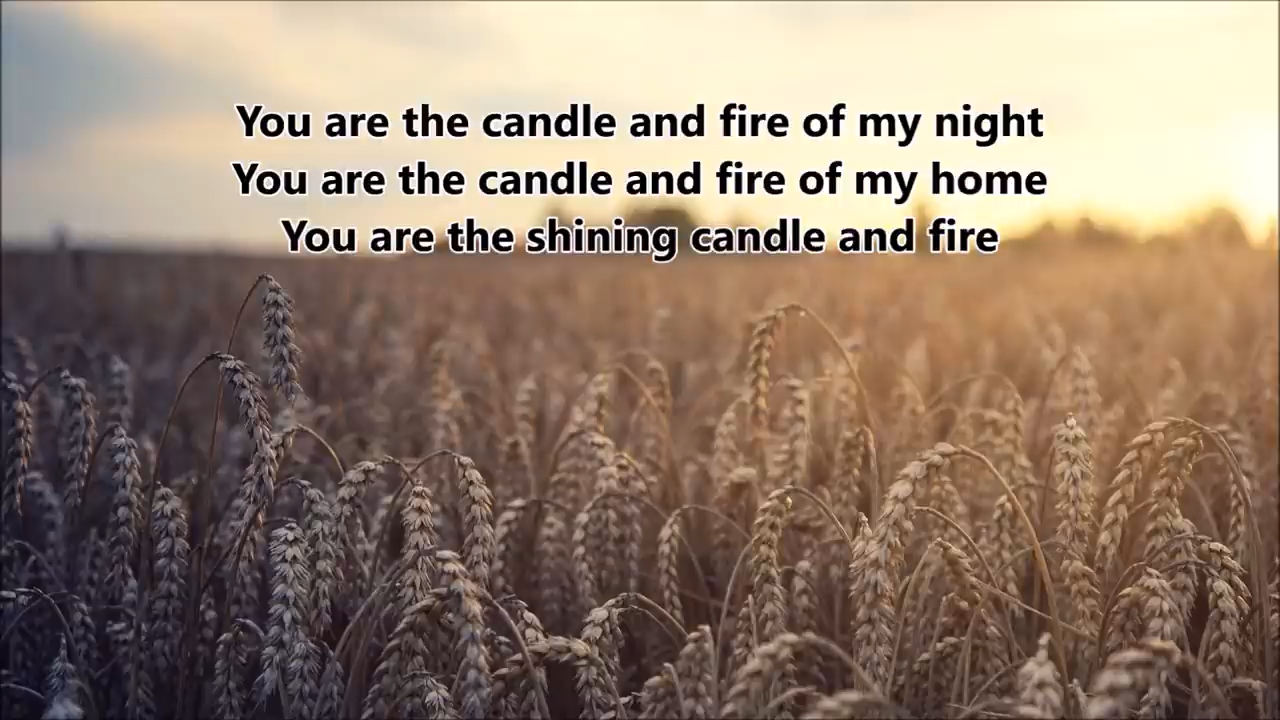 You are the candle and fire of my night
You are the candle and fire of my home
You are the shining candle and fire